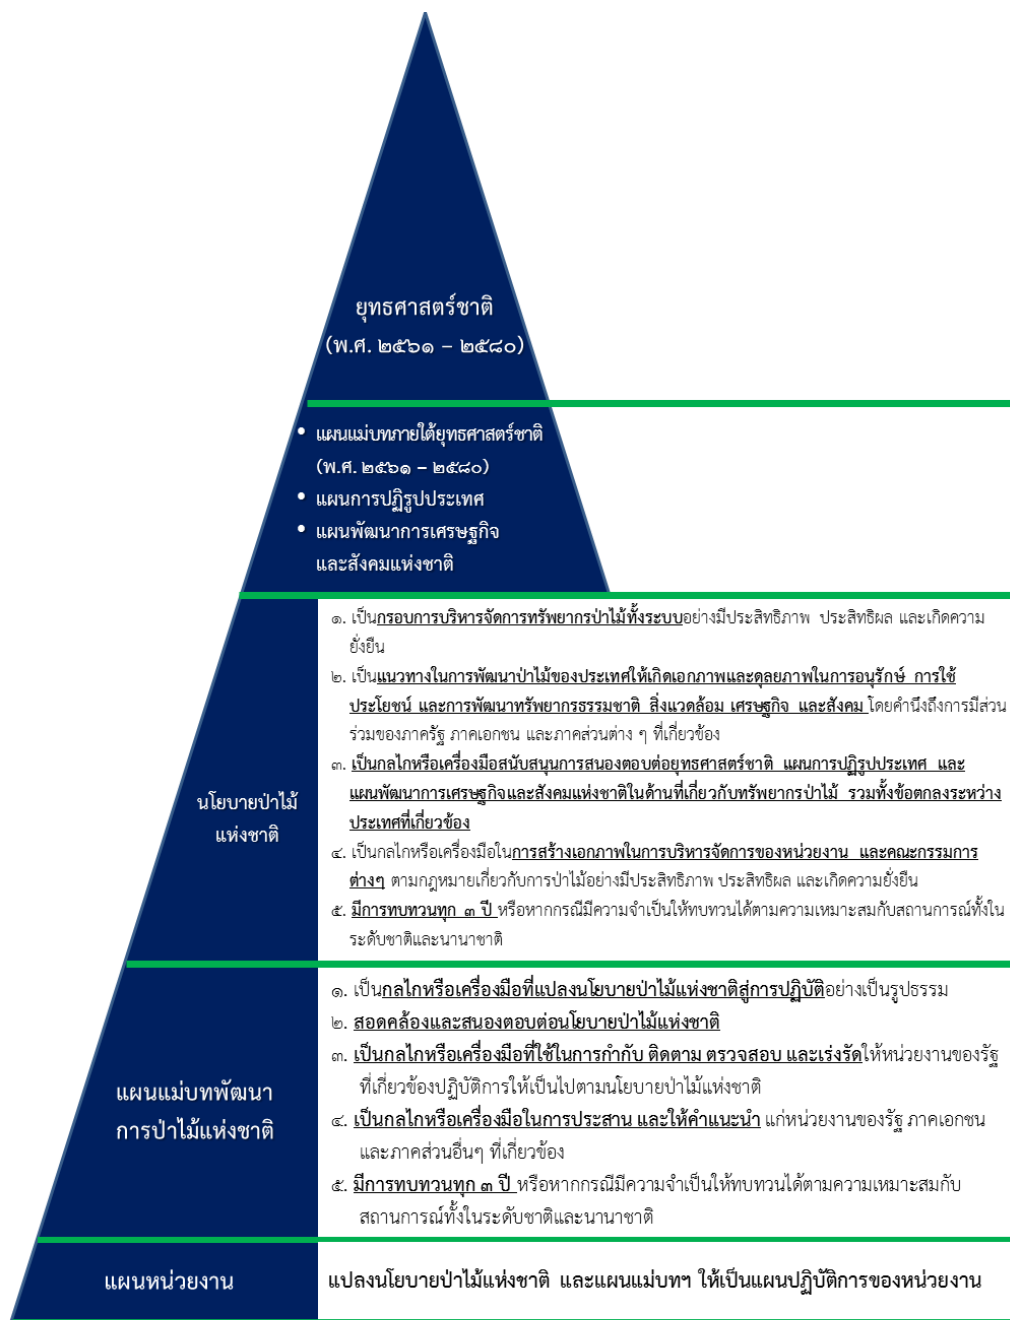 ยุทธศาสตร์ชาติ
(พ.ศ. ๒๕๖๑ – ๒๕๘๐)
• แผนแม่บทภายใต้ยุทธศาสตร์ชาติ
(พ.ศ. ๒๕๖๑ – ๒๕๘๐)
• แผนการปฏิรูปประเทศ
• แผนพัฒนาการเศรษฐกิจ
และสังคมแห่งชาติ
นโยบายป่าไม้
แห่งชาติ
๑. เป็นกรอบการบริหารจัดการทรัพยากรป่าไม้ทั้งระบบอย่างมีประสิทธิภาพ ประสิทธิผล และเกิดความ
ยั่งยืน
๒. เป็นแนวทางในการพัฒนาป่าไม้ของประเทศให้เกิดเอกภาพและดุลยภาพในการอนุรักษ์ การใช้
ประโยชน์ และการพัฒนาทรัพยากรธรรมชาติ สิ่งแวดล้อม เศรษฐกิจ และสังคม โดยคำนึงถึงการมีส่วน
ร่วมของภาครัฐ ภาคเอกชน และภาคส่วนต่าง ๆ ที่เกี่ยวข้อง
๓. เป็นกลไกหรือเครื่องมือสนับสนุนการสนองตอบต่อยุทธศาสตร์ชาติ แผนการปฏิรูปประเทศ และ
แผนพัฒนาการเศรษฐกิจและสังคมแห่งชาติในด้านที่เกี่ยวกับทรัพยากรป่าไม้ รวมทั้งข้อตกลงระหว่าง
ประเทศที่เกี่ยวข้อง
๔. เป็นกลไกหรือเครื่องมือในการสร้างเอกภาพในการบริหารจัดการของหน่วยงาน และคณะกรรมการ
ต่างๆ ตามกฎหมายเกี่ยวกับการป่าไม้อย่างมีประสิทธิภาพ ประสิทธิผล และเกิดความยั่งยืน
๕. มีการทบทวนทุก ๓ ปี หรือหากกรณีมีความจำเป็นให้ทบทวนได้ตามความเหมาะสมกับสถานการณ์ทั้งใน
ระดับชาติและนานาชาติ
แผนแม่บทพัฒนา
การป่าไม้แห่งชาติ
๑. เป็นกลไกหรือเครื่องมือที่แปลงนโยบายป่าไม้แห่งชาติสู่การปฏิบัติอย่างเป็นรูปธรรม
๒. สอดคล้องและสนองตอบต่อนโยบายป่าไม้แห่งชาติ
๓. เป็นกลไกหรือเครื่องมือที่ใช้ในการกำกับ ติดตาม ตรวจสอบ และเร่งรัดให้หน่วยงานของรัฐ
ที่เกี่ยวข้องปฏิบัติการให้เป็นไปตามนโยบายป่าไม้แห่งชาติ
๔. เป็นกลไกหรือเครื่องมือในการประสาน และให้คำแนะนำ แก่หน่วยงานของรัฐ ภาคเอกชน
และภาคส่วนอื่นๆ ที่เกี่ยวข้อง
๕. มีการทบทวนทุก ๓ ปี หรือหากกรณีมีความจำเป็นให้ทบทวนได้ตามความเหมาะสมกับ
สถานการณ์ทั้งในระดับชาติและนานาชาติ
แผนหน่วยงาน
แปลงนโยบายป่าไม้แห่งชาติ และแผนแม่บทฯ ให้เป็นแผนปฏิบัติการของหน่วยงาน